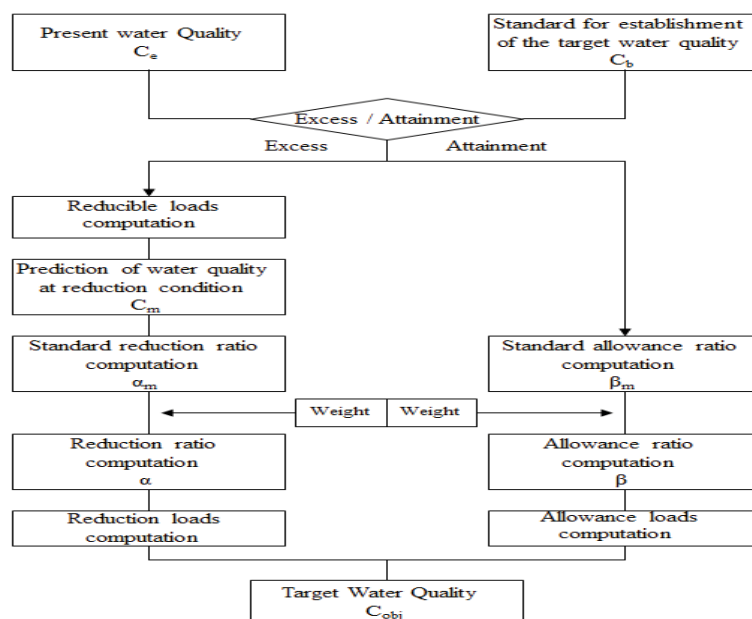 Present water Quality
Cₑ
Standard for establishment
of the target water quality
C_b
Excess / Attainment
Excess
Attainment
Reducible loads
computation
Prediction of water quality
at reduction condition
Cₘ
Standard reduction ratio
computation
αₘ
Standard allowance ratio
computation
βₘ
Weight
Weight
Reduction ratio
computation
α
Allowance ratio
computation
β
Reduction loads
computation
Allowance loads
computation
Target Water Quality
C_obj